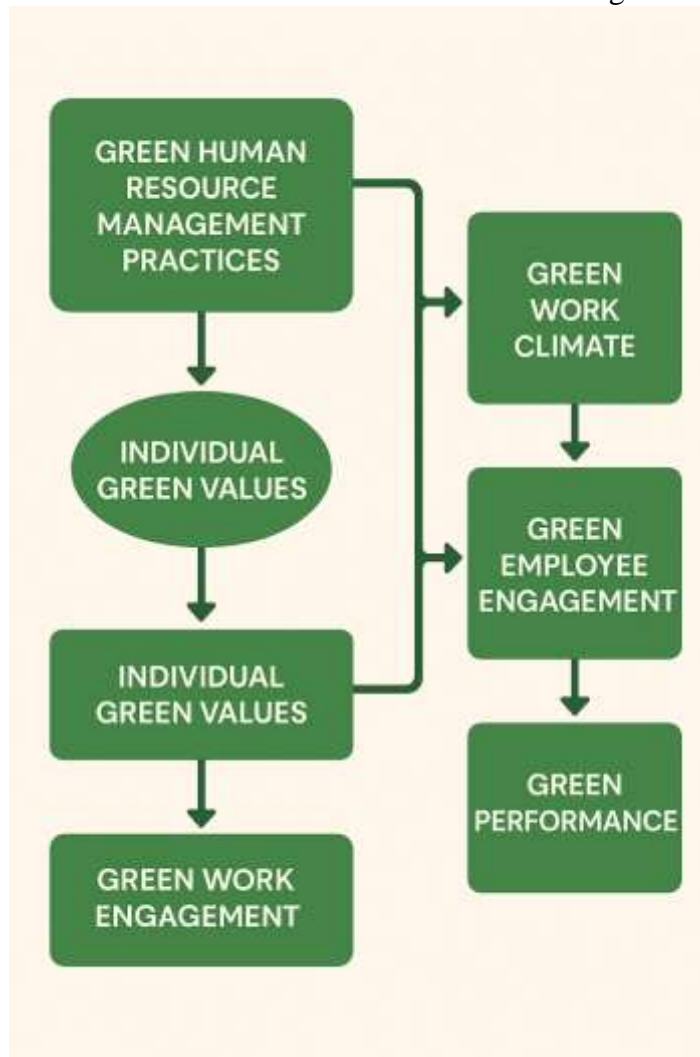 GREEN HUMAN
RESOURCE
MANAGEMENT
PRACTICES
INDIVIDUAL
GREEN VALUES
INDIVIDUAL
GREEN VALUES
GREEN WORK
ENGAGEMENT
GREEN
WORK
CLIMATE
GREEN
EMPLOYEE
ENGAGEMENT
GREEN
PERFORMANCE